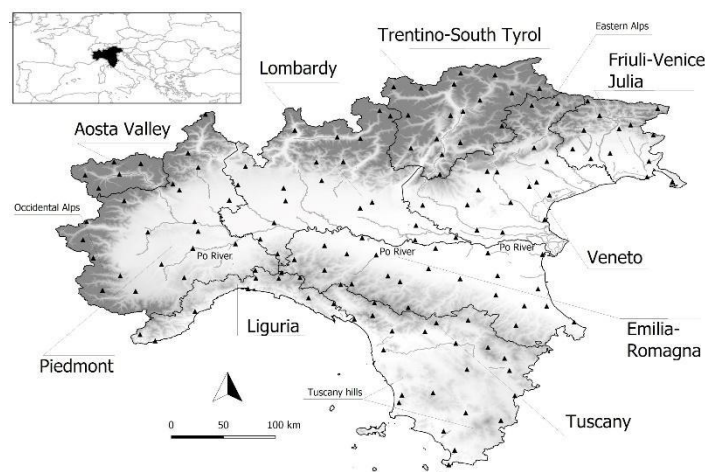 Eastern Alps
Trentino-South Tyrol
Friuli-Venice
Julia
Lombardy
Aosta Valley
Occidental Alps
Po River
Po River
Po River
Veneto
Liguria
Emilia-
Romagna
Piedmont
Tuscany hills
Tuscany
0 50 100 km